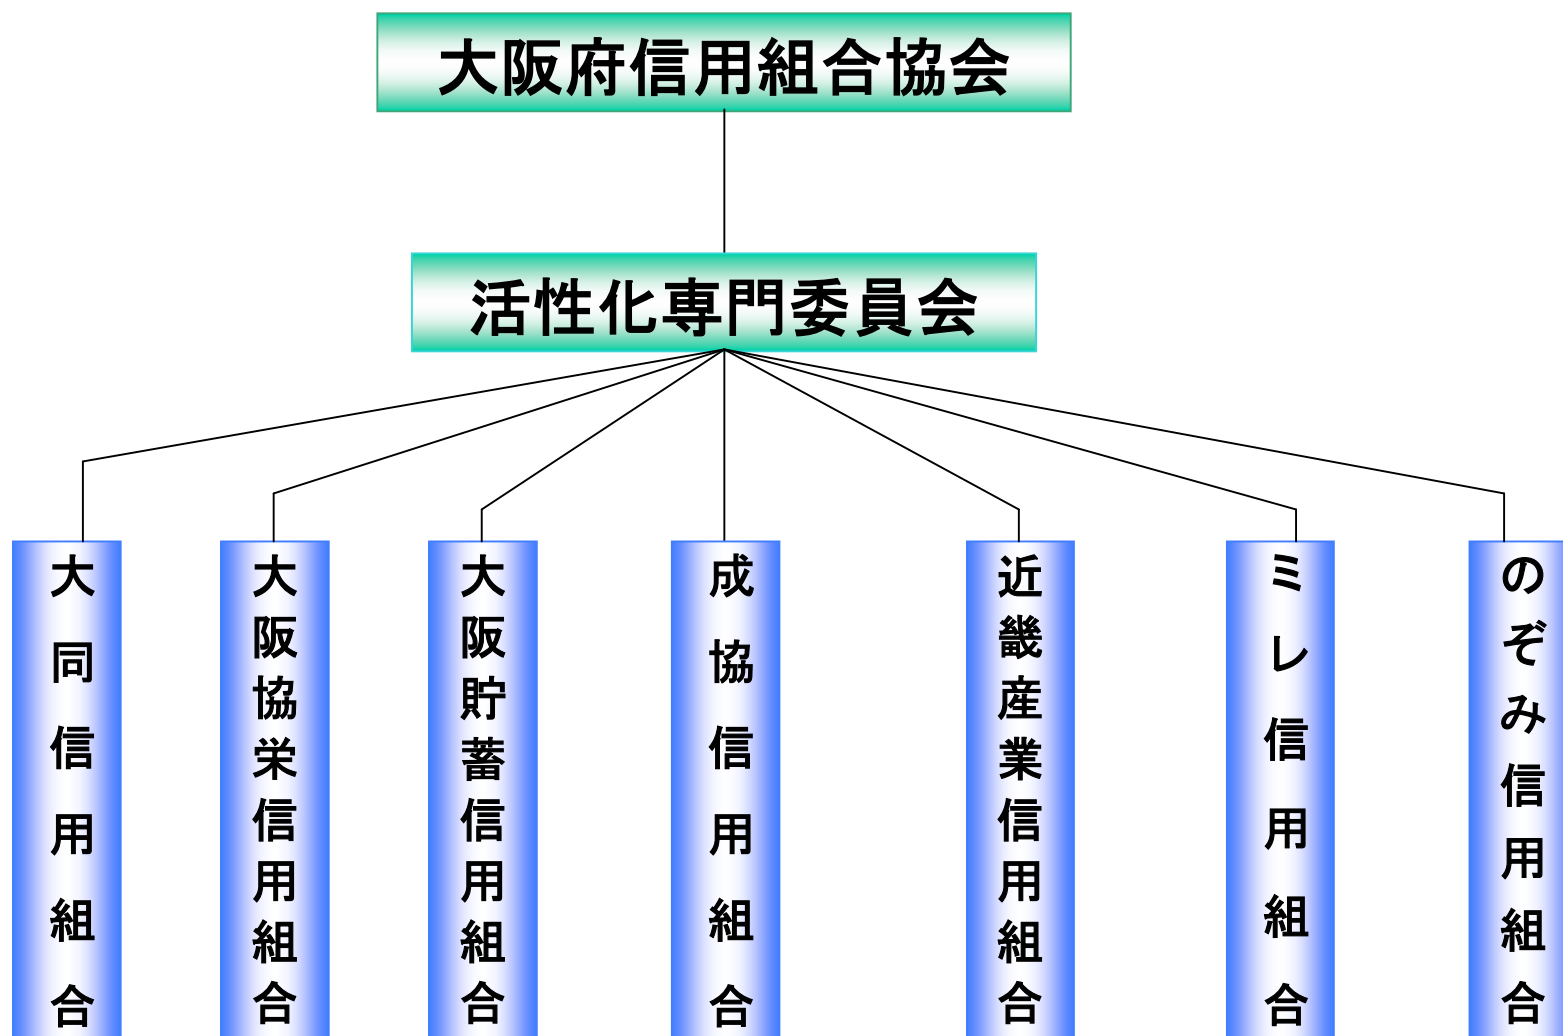 大阪府信用組合協会
活性化専門委員会
大同信用組合
大阪協栄信用組合
大阪貯蓄信用組合
成協信用組合
近畿産業信用組合
ミレ信用組合
のぞみ信用組合